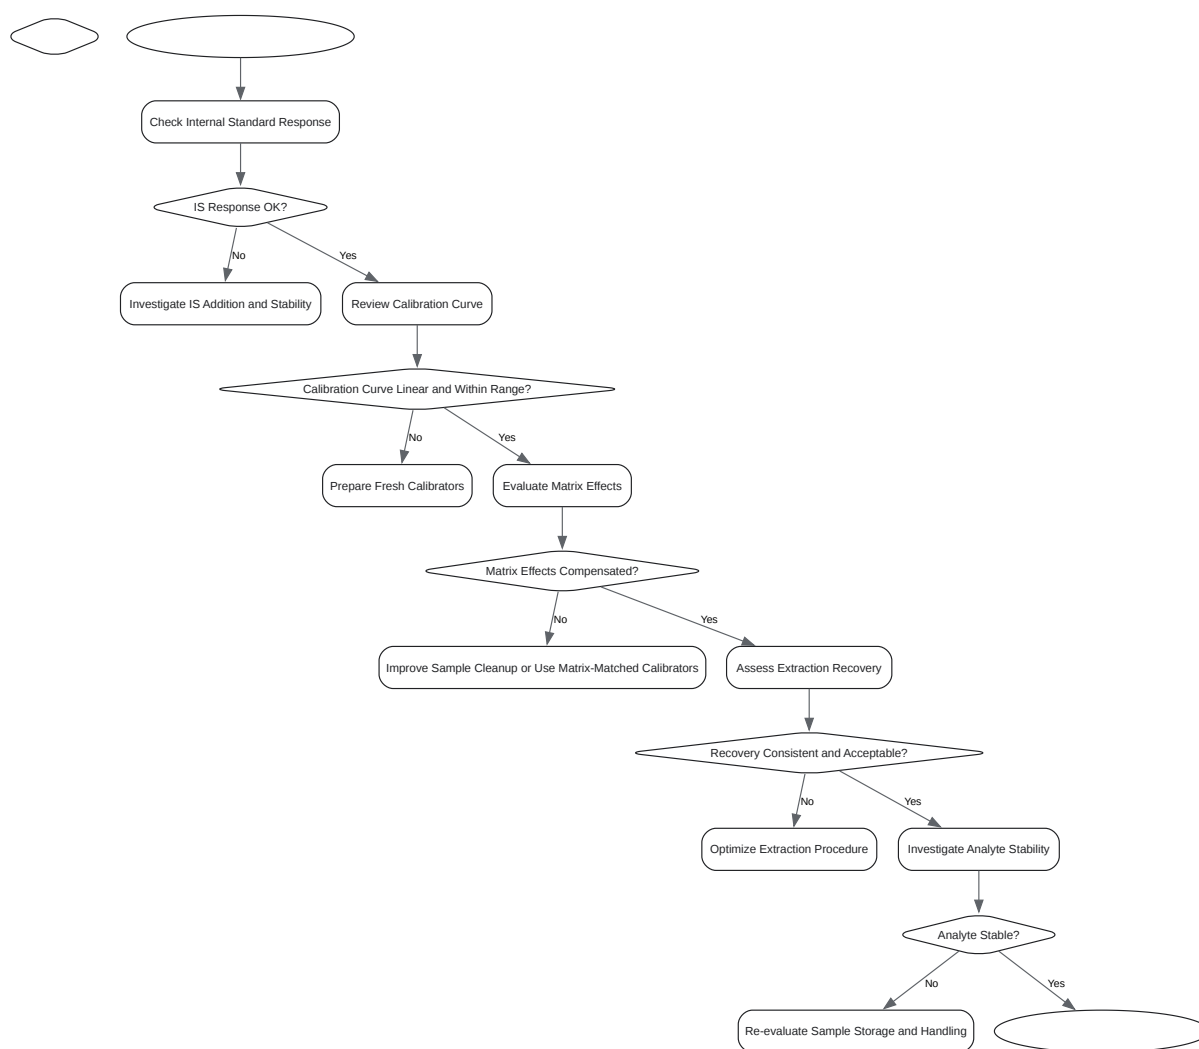 Check Internal Standard Response
IS Response OK?
No
Yes
Investigate IS Addition and Stability
Review Calibration Curve
Calibration Curve Linear and Within Range?
No
Yes
Prepare Fresh Calibrators
Evaluate Matrix Effects
Matrix Effects Compensated?
No
Yes
Improve Sample Cleanup or Use Matrix-Matched Calibrators
Assess Extraction Recovery
Recovery Consistent and Acceptable?
No
Yes
Optimize Extraction Procedure
Investigate Analyte Stability
Analyte Stable?
No
Yes
Re-evaluate Sample Storage and Handling